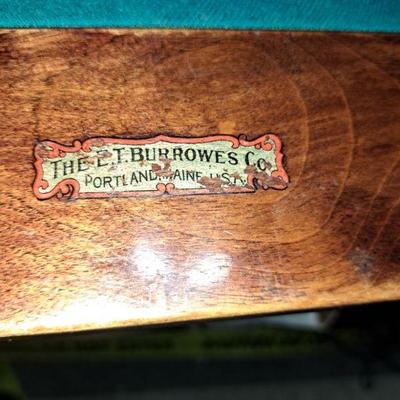 THE E.T. BURROWES CO.
PORTLAND, MAINE, U.S.A.